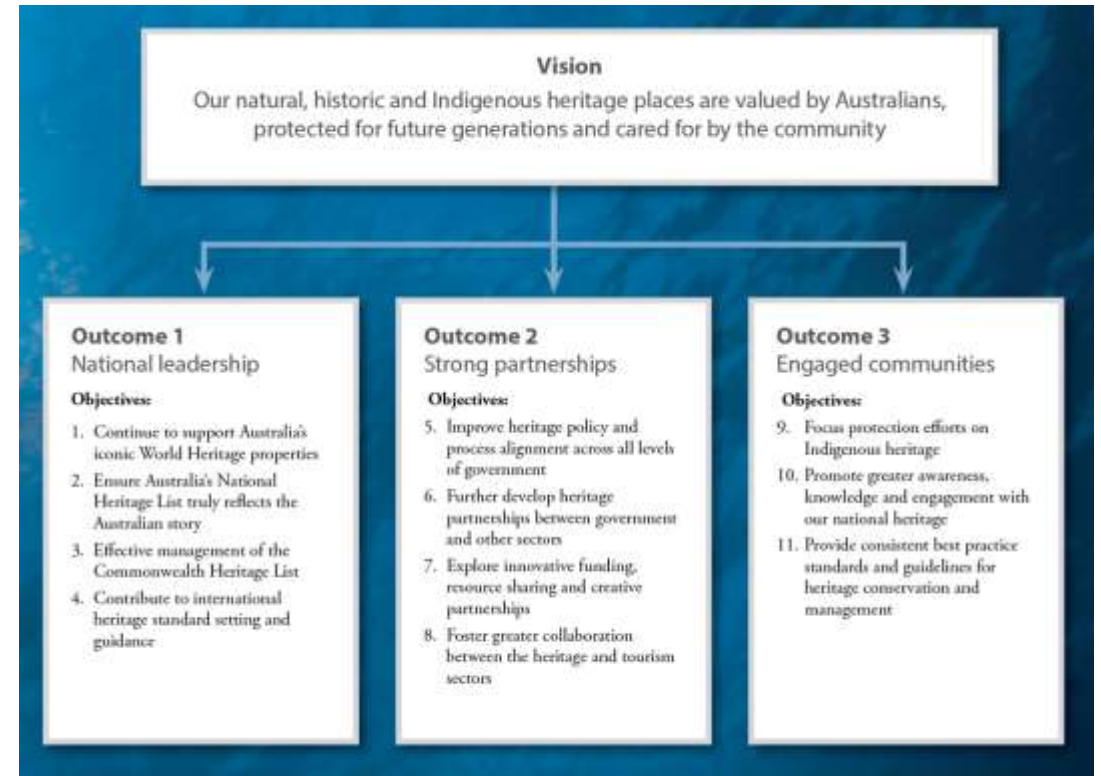 Vision
Our natural, historic and Indigenous heritage places are valued by Australians,
protected for future generations and cared for by the community
Outcome 1
National leadership
Objectives:
1. Continue to support Australia's
iconic World Heritage properties
2. Ensure Australia's National
Heritage List truly reflects the
Australian story
3. Effective management of the
Commonwealth Heritage List
4. Contribute to international
heritage standard setting and
guidance
Outcome 2
Strong partnerships
Objectives:
5. Improve heritage policy and
process alignment across all levels
of government
6. Further develop heritage
partnerships between government
and other sectors
7. Explore innovative funding,
resource sharing and creative
partnerships
8. Foster greater collaboration
between the heritage and tourism
sectors
Outcome 3
Engaged communities
Objectives:
9. Focus protection efforts on
Indigenous heritage
10. Promote greater awareness,
knowledge and engagement with
our national heritage
11. Provide consistent best practice
standards and guidelines for
heritage conservation and
management